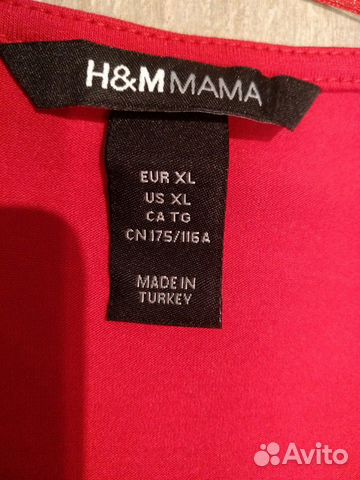 H&M MAMA
EUR XL
US XL
CA TG
CN 175/116A
MADE IN
TURKEY
Avito